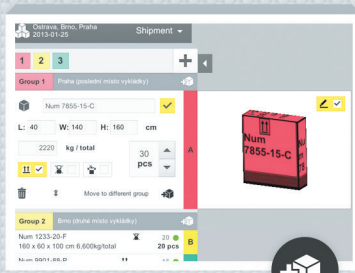 Ostrava, Brno, Praha
2013-01-25
Shipment
1 2 3
Group 1 Praha (poslední místo vykládky)
Num 7855-15-C
L: 40 W: 140 H: 160 cm
2220 kg / total
30
pcs
Move to different group
A
Group 2 Brno (druhé místo vykládky)
Num 1233-20-F 20
160 x 60 x 100 cm 6,600kg/total 20 pcs
B
Num
7855-15-C